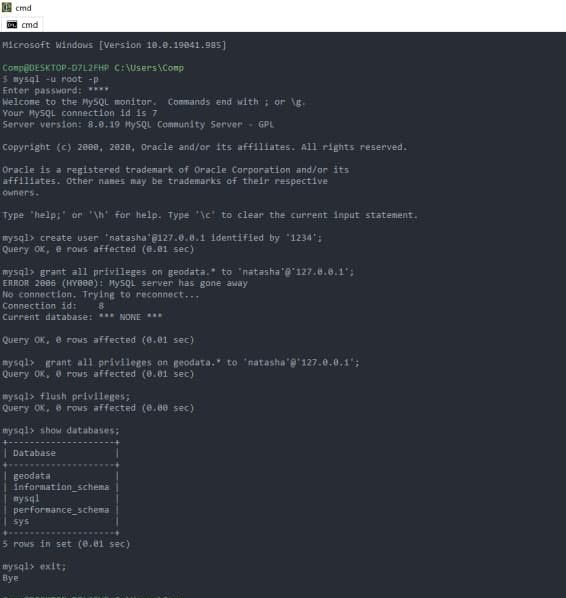 cmd
cmd
Microsoft Windows [Version 10.0.19041.985]
Comp@DESKTOP-D7L2FHP C:\Users\Comp
$ mysql -u root -p
Enter password: ****
Welcome to the MySQL monitor.  Commands end with ; or \g.
Your MySQL connection id is 7
Server version: 8.0.19 MySQL Community Server - GPL
Copyright (c) 2000, 2020, Oracle and/or its affiliates. All rights reserved.
Oracle is a registered trademark of Oracle Corporation and/or its
affiliates. Other names may be trademarks of their respective
owners.
Type 'help;' or '\h' for help. Type '\c' to clear the current input statement.
mysql> create user 'natasha'@127.0.0.1 identified by '1234';
Query OK, 0 rows affected (0.01 sec)
mysql> grant all privileges on geodata.* to 'natasha'@'127.0.0.1';
ERROR 2006 (HY000): MySQL server has gone away
No connection. Trying to reconnect...
Connection id:    8
Current database: *** NONE ***
Query OK, 0 rows affected (0.01 sec)
mysql>  grant all privileges on geodata.* to 'natasha'@'127.0.0.1';
Query OK, 0 rows affected (0.01 sec)
mysql> flush privileges;
Query OK, 0 rows affected (0.00 sec)
mysql> show databases;
+--------------------+
| Database           |
+--------------------+
| geodata            |
| information_schema |
| mysql              |
| performance_schema |
| sys                |
+--------------------+
5 rows in set (0.01 sec)
mysql> exit;
Bye